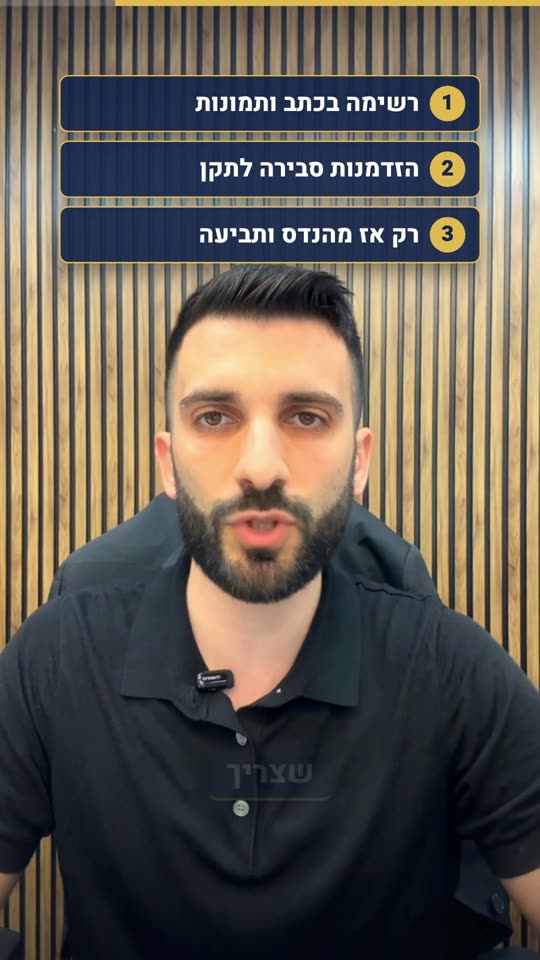 1 רשימה בכתב ותמונות
2 הזדמנות סבירה לתקן
3 רק אז מהנדס ותביעה
שצריך